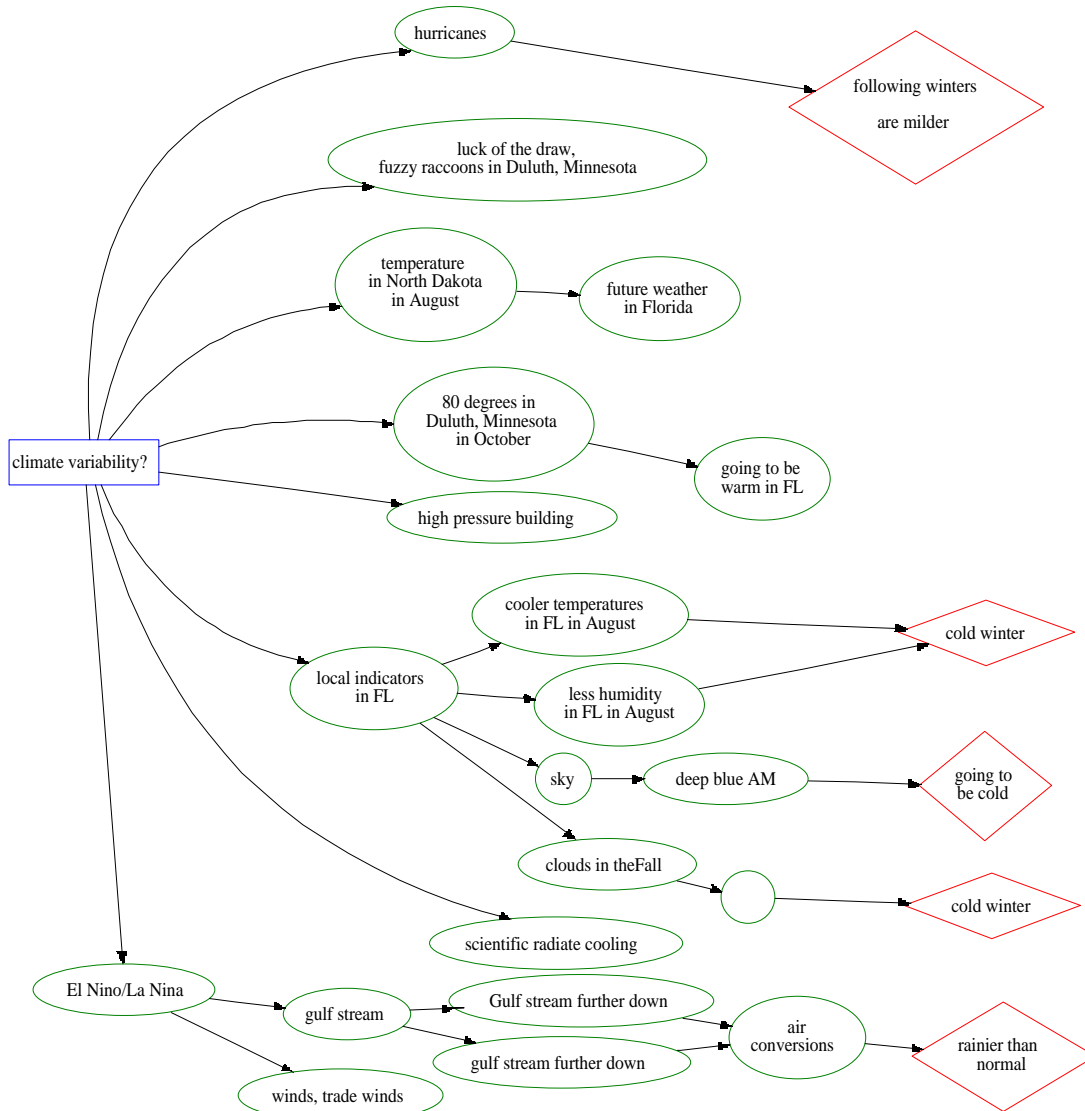 hurricanes
following winters
are milder
luck of the draw,
fuzzy raccoons in Duluth, Minnesota
temperature
in North Dakota
in August
future weather
in Florida
80 degrees in
Duluth, Minnesota
in October
climate variability?
going to be
warm in FL
high pressure building
cooler temperatures
in FL in August
cold winter
local indicators
in FL
less humidity
in FL in August
sky
deep blue AM
going to
be cold
clouds in theFall
cold winter
scientific radiate cooling
El Nino/La Nina
gulf stream
Gulf stream further down
air
conversions
rainier than
normal
gulf stream further down
winds, trade winds